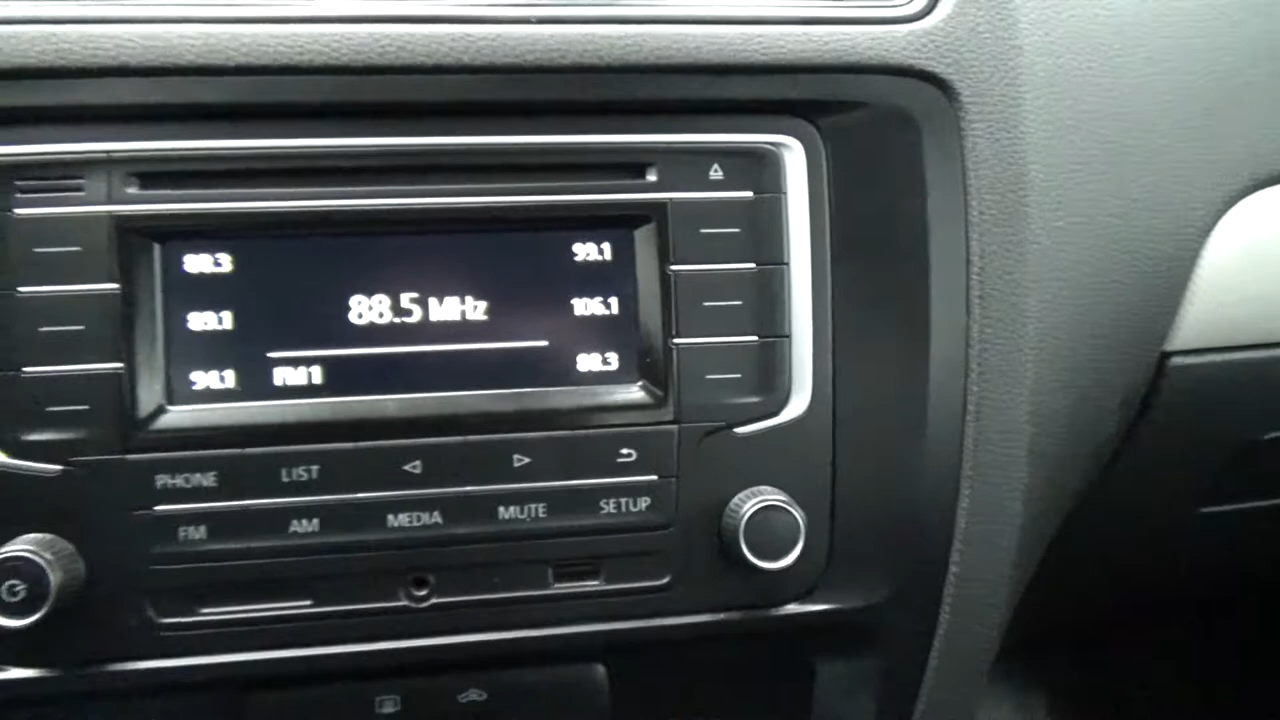 88.3
99.1
88.5 MHz
89.1
106.1
94.1
FM1
88.3
PHONE LIST
FM AM MEDIA MUTE SETUP